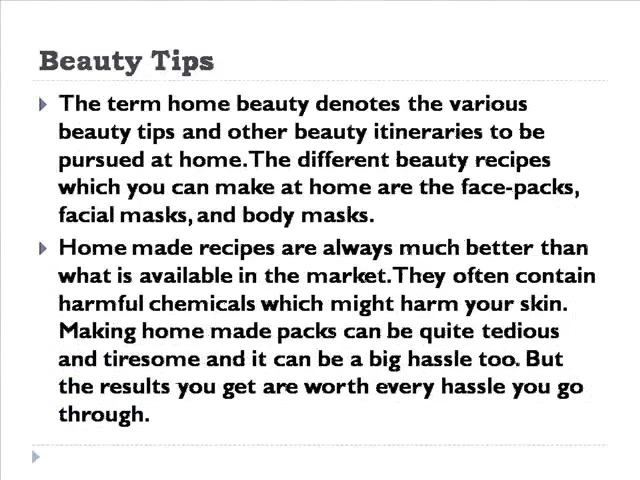 Beauty Tips
The term home beauty denotes the various
beauty tips and other beauty itineraries to be
pursued at home. The different beauty recipes
which you can make at home are the face-packs,
facial masks, and body masks.
Home made recipes are always much better than
what is available in the market. They often contain
harmful chemicals which might harm your skin.
Making home made packs can be quite tedious
and tiresome and it can be a big hassle too. But
the results you get are worth every hassle you go
through.